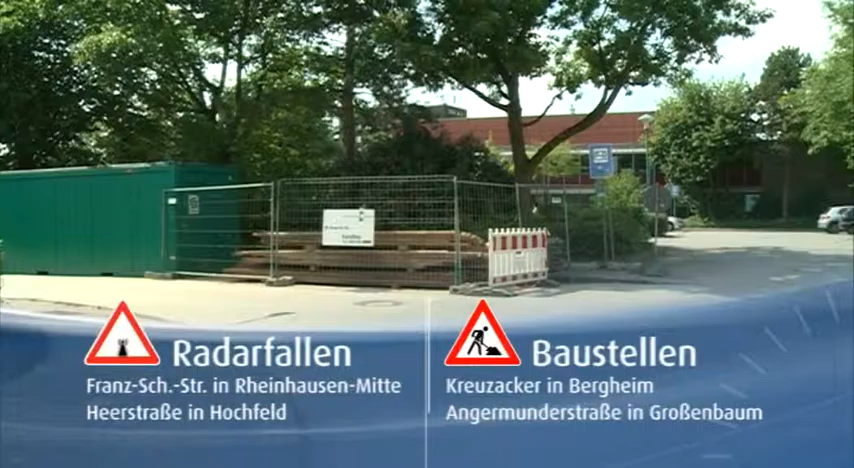 Radarfallen
Franz-Sch.-Str. in Rheinhausen-Mitte
Heerstraße in Hochfeld
Baustellen
Kreuzacker in Bergheim
Angermunderstraße in Großenbaum